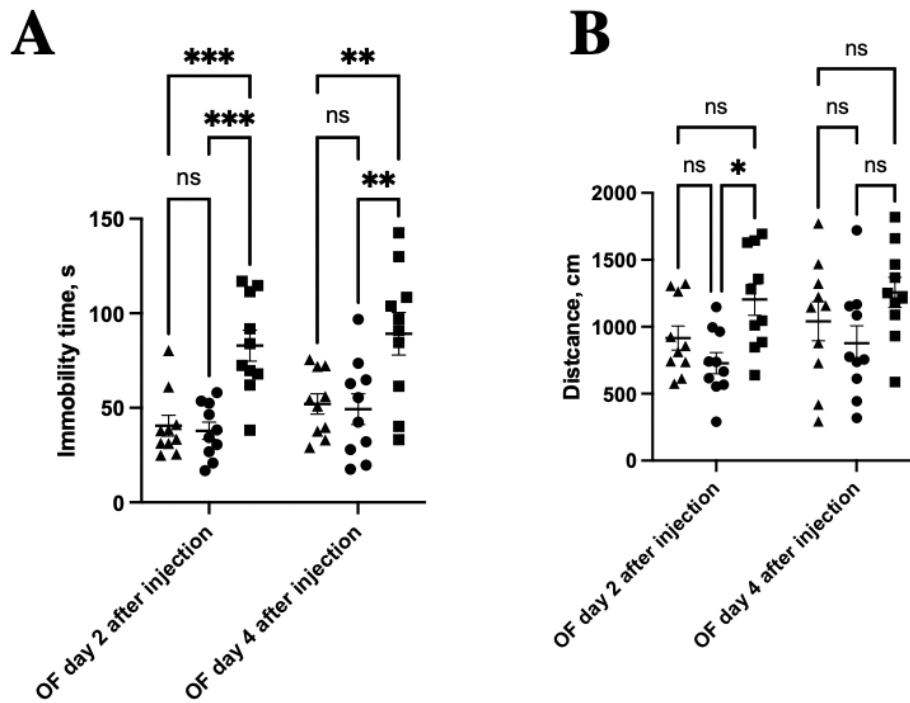 A
***
**
***
ns
ns
**
150
100
50
0
Immobility time, s
OF day 2 after injection
OF day 4 after injection
B
ns
ns
ns
ns
*
ns
2000
1500
1000
500
0
Distcance, cm
OF day 2 after injection
OF day 4 after injection